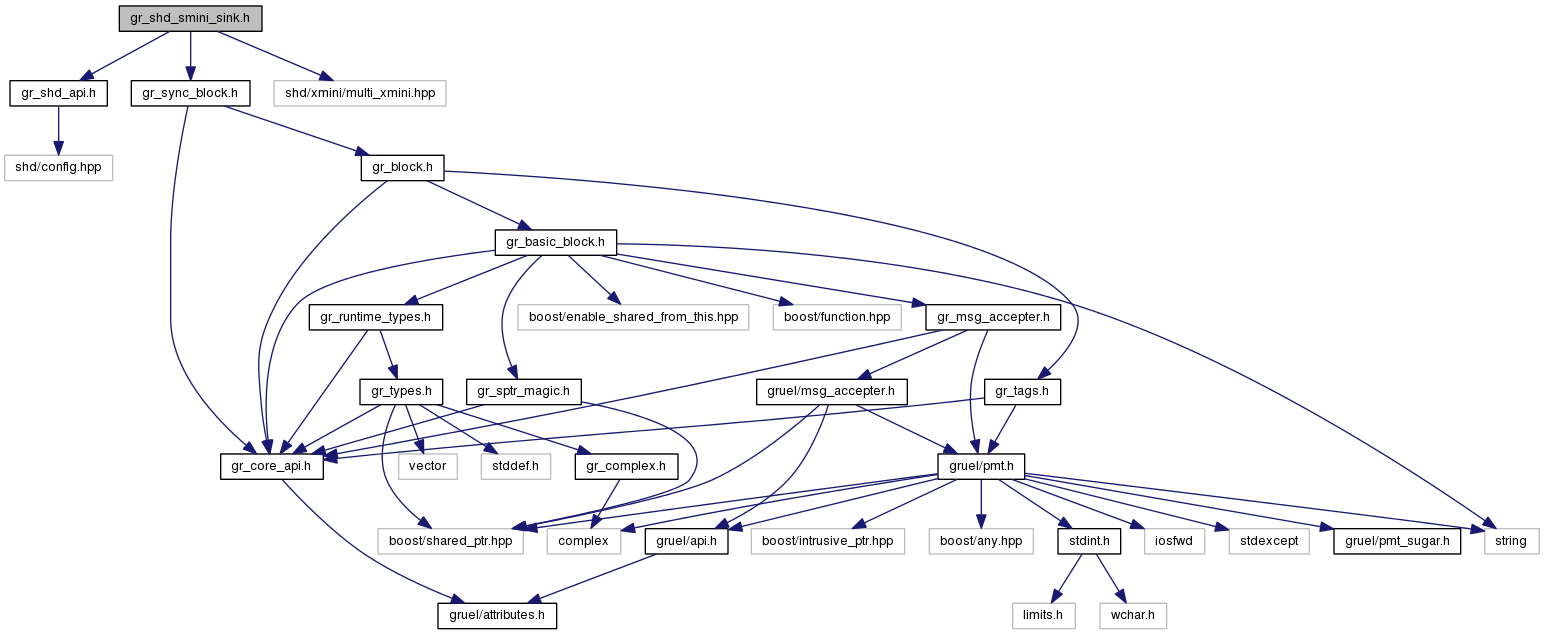 gr_shd_smini_sink.h
gr_shd_api.h
gr_sync_block.h
shd/xmini/multi_xmini.hpp
shd/config.hpp
gr_block.h
gr_basic_block.h
gr_runtime_types.h
boost/enable_shared_from_this.hpp
boost/function.hpp
gr_msg_accepter.h
gr_types.h
gr_sptr_magic.h
gruel/msg_accepter.h
gr_tags.h
gr_core_api.h
vector
stddef.h
gr_complex.h
gruel/pmt.h
boost/shared_ptr.hpp
complex
gruel/api.h
boost/intrusive_ptr.hpp
boost/any.hpp
stdint.h
iosfwd
stdexcept
gruel/pmt_sugar.h
string
gruel/attributes.h
limits.h
wchar.h